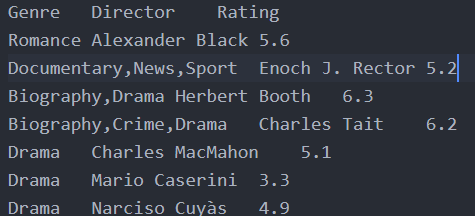 Genre Director Rating
Romance Alexander Black 5.6
Documentary,News,Sport Enoch J. Rector 5.2
Biography,Drama Herbert Booth 6.3
Biography,Crime,Drama Charles Tait 6.2
Drama Charles MacMahon 5.1
Drama Mario Caserini 3.3
Drama Narciso Cuyàs 4.9